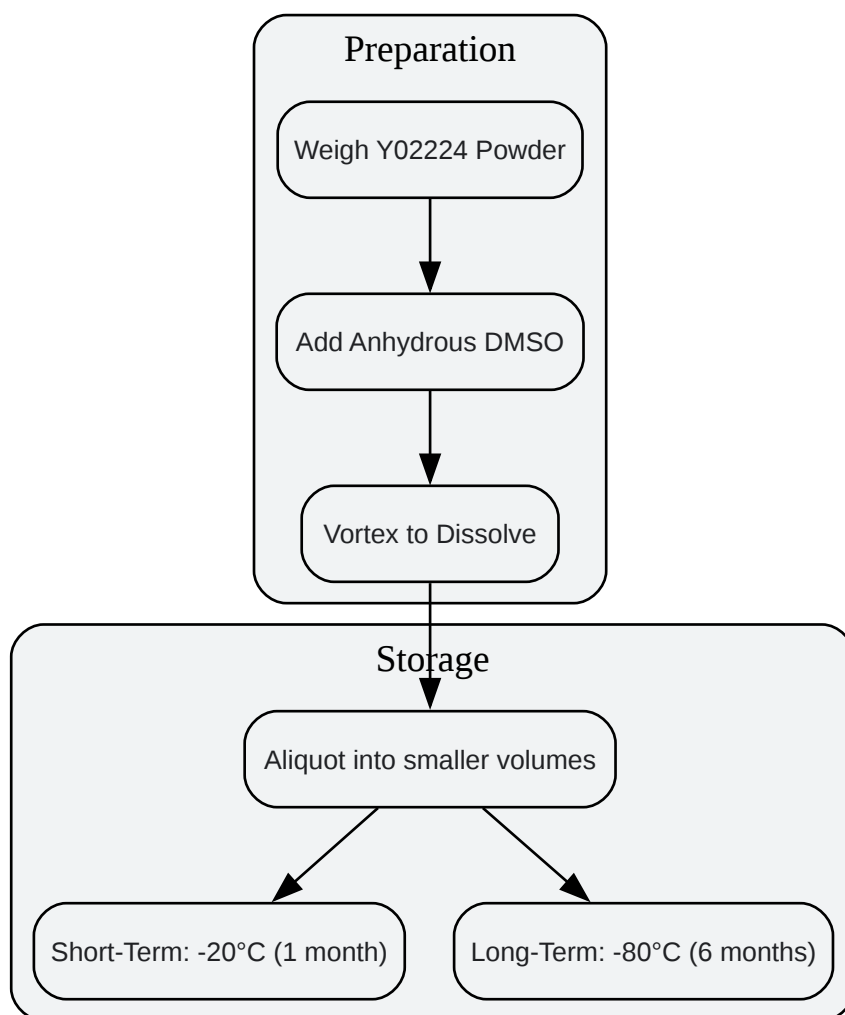 Preparation
Weigh Y02224 Powder
Add Anhydrous DMSO
Vortex to Dissolve
Storage
Aliquot into smaller volumes
Short-Term: -20°C (1 month)
Long-Term: -80°C (6 months)